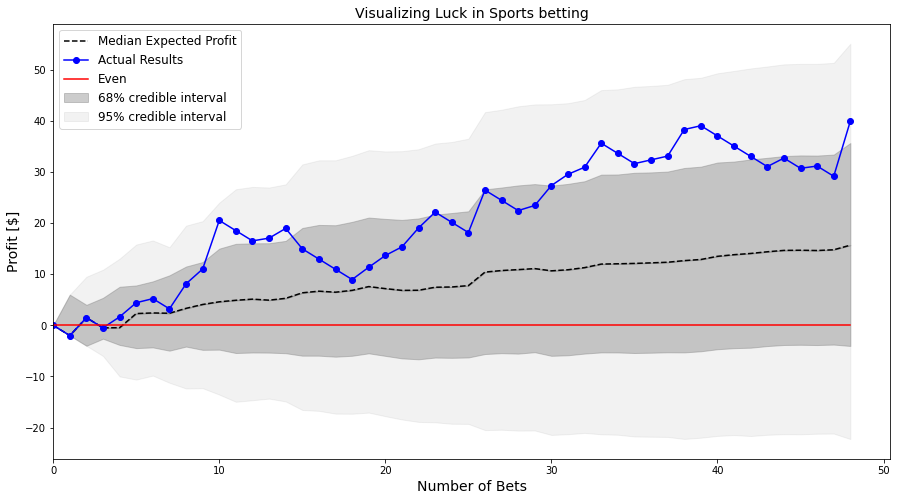 Visualizing Luck in Sports betting
Median Expected Profit
Actual Results
Even
68% credible interval
95% credible interval
Profit [$]
50
40
30
20
10
0
−10
−20
0 10 20 30 40 50
Number of Bets